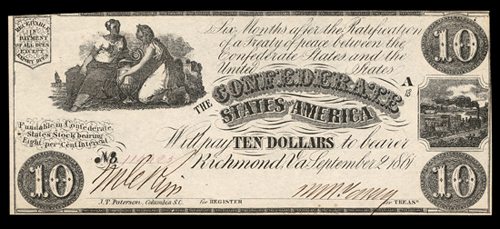 RECEIVABLE
IN
PAYMENT
OF ALL DUES
EXCEPT
EXPORT DUES
Six Months after the Ratification
of a Treaty of peace between the
Confederate States and the
United States
10
10
A
THE CONFEDERATE
STATES OF AMERICA
Fundable in Confederate
States Stock bearing
Eight per Cent Interest
Will pay TEN DOLLARS to bearer
No
Richmond, Va September 2 1861
10
10
J.T. Paterson, Columbia S.C.
for REGISTER
for TREASR